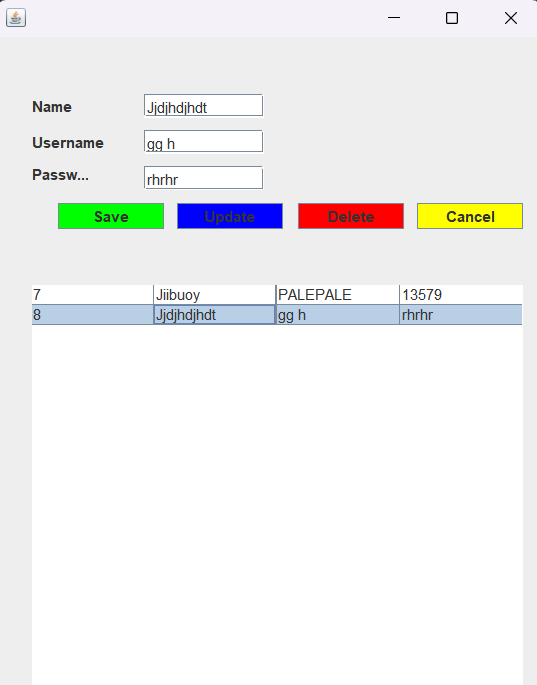 Name Jjdjhdjhdt
Username gg h
Passw... rhrhr
Save Update Delete Cancel
7 Jiibuoy PALEPALE 13579
8 Jjdjhdjhdt gg h rhrhr